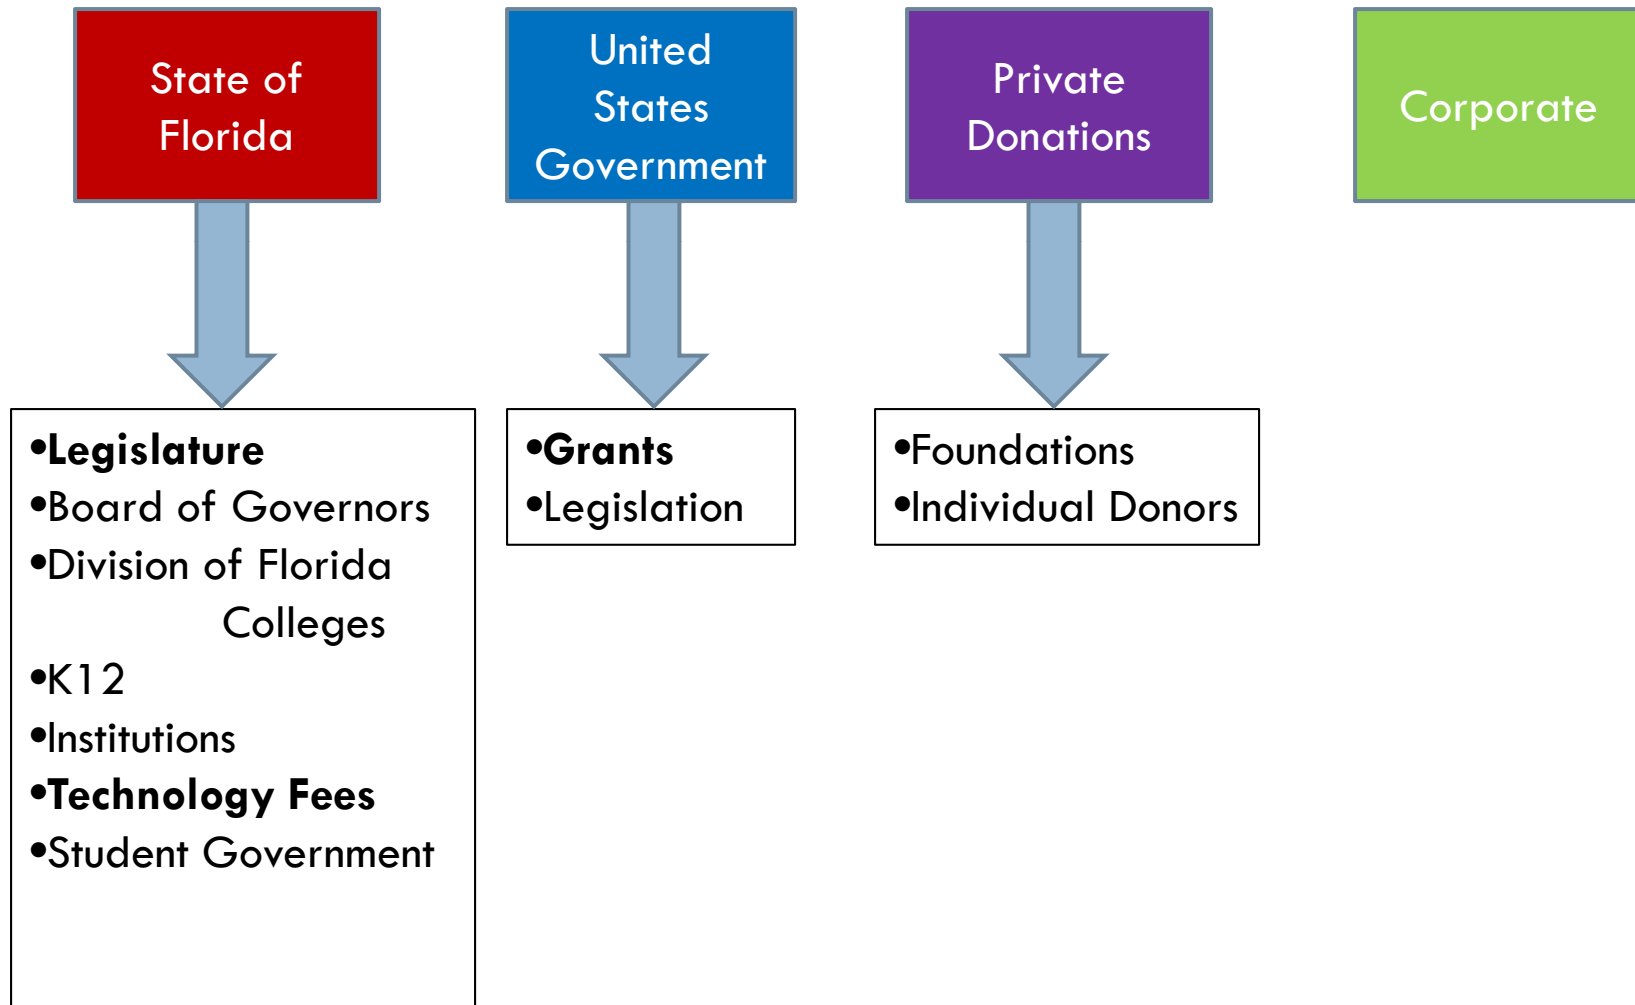 State of
Florida
United
States
Government
Private
Donations
Corporate
•Legislature
•Board of Governors
•Division of Florida
Colleges
•K12
•Institutions
•Technology Fees
•Student Government
•Grants
•Legislation
•Foundations
•Individual Donors